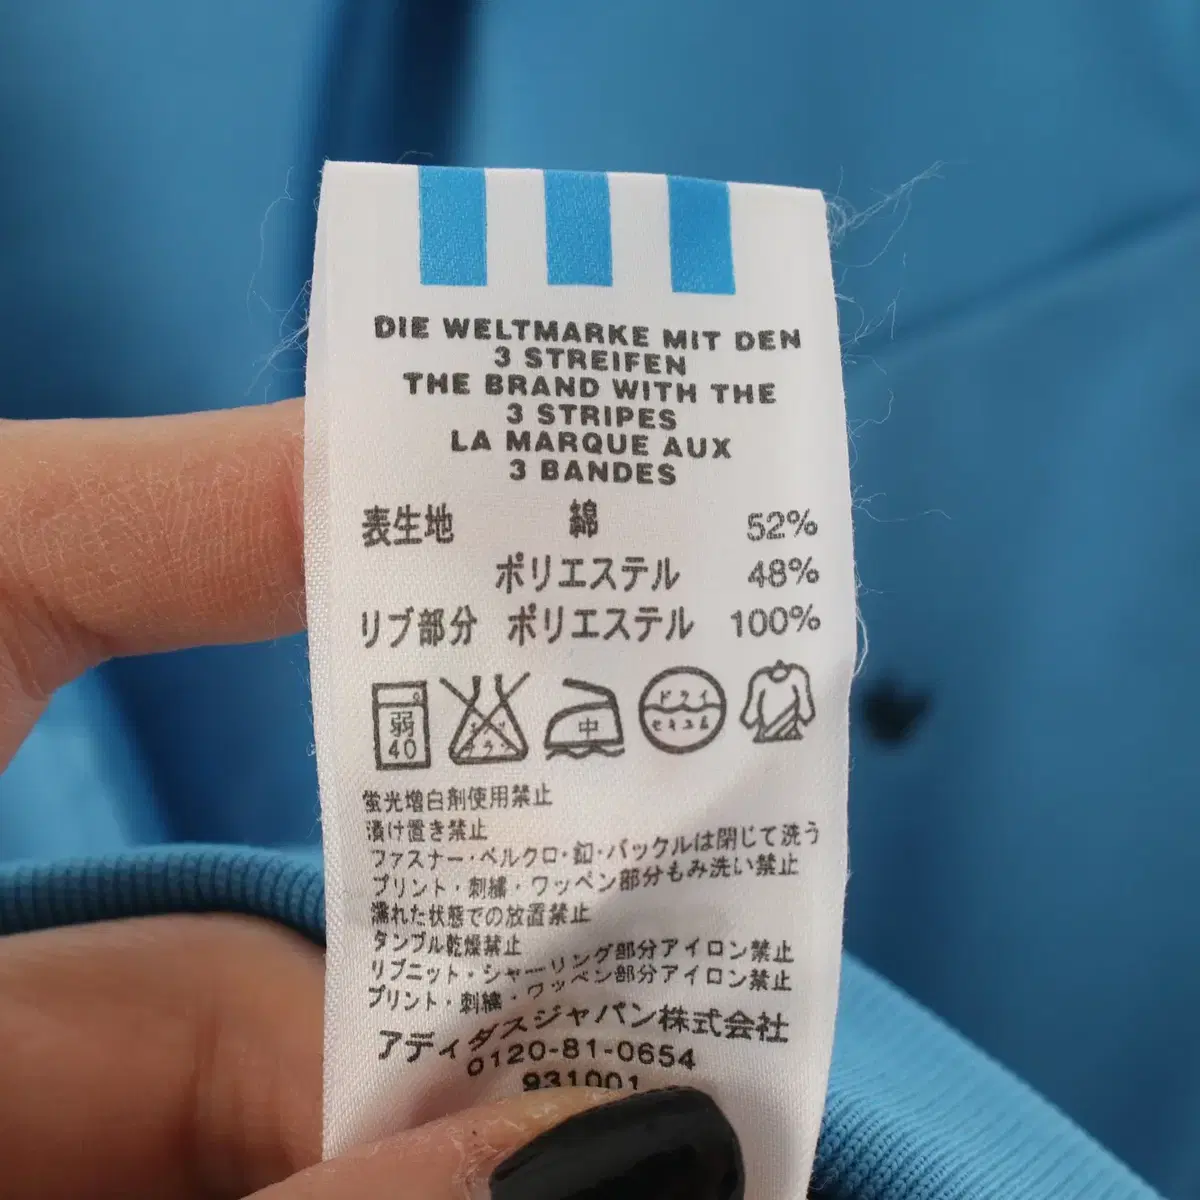 DIE WELTMARKE MIT DEN
3 STREIFEN
THE BRAND WITH THE
3 STRIPES
LA MARQUE AUX
3 BANDES
表生地 綿 52%
ポリエステル 48%
リブ部分 ポリエステル 100%
弱 40 中 ドライ セキユ系
蛍光増白剤使用禁止
漬け置き禁止
ファスナー・ベルクロ・釦・バックルは閉じて洗う
プリント・刺繍・ワッペン部分もみ洗い禁止
濡れた状態での放置禁止
タンブル乾燥禁止
リブニット・シャーリング部分アイロン禁止
プリント・刺繍・ワッペン部分アイロン禁止
アディダスジャパン株式会社
0120-81-0654
931001